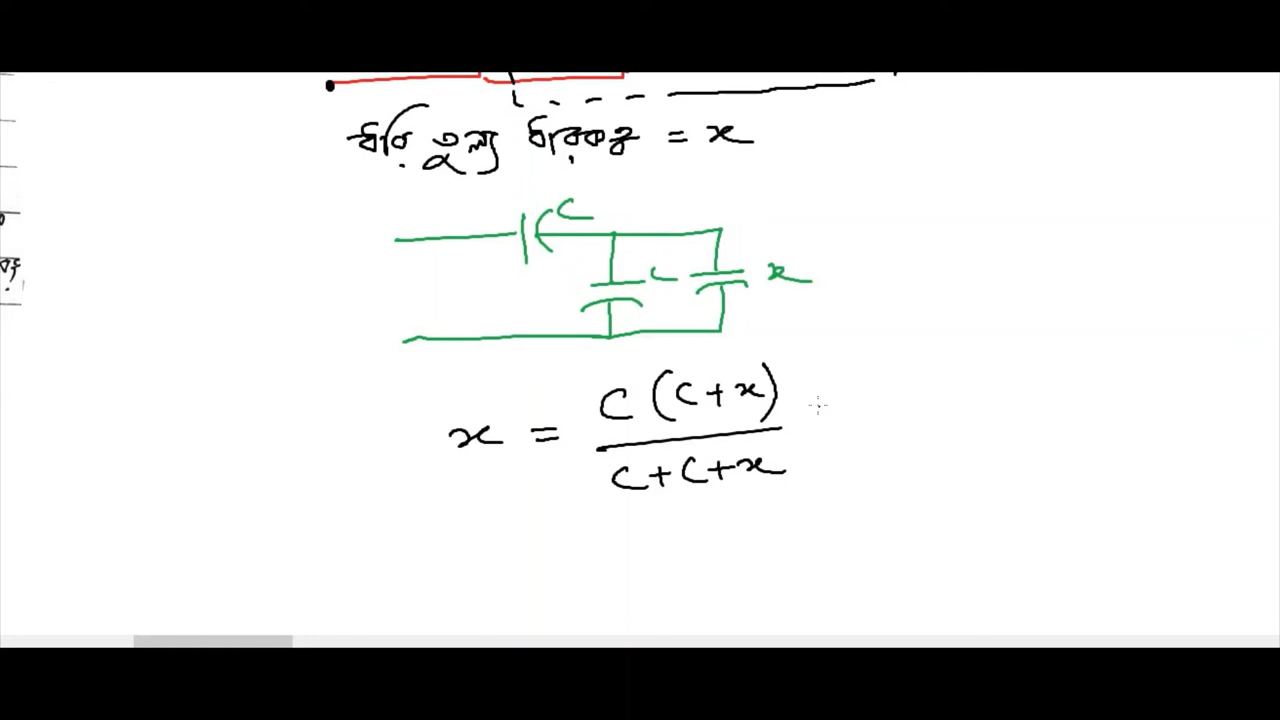 ধরি তুল্য ধারকত্ব = x
C
C x
x = C (C+x) / C+C+x